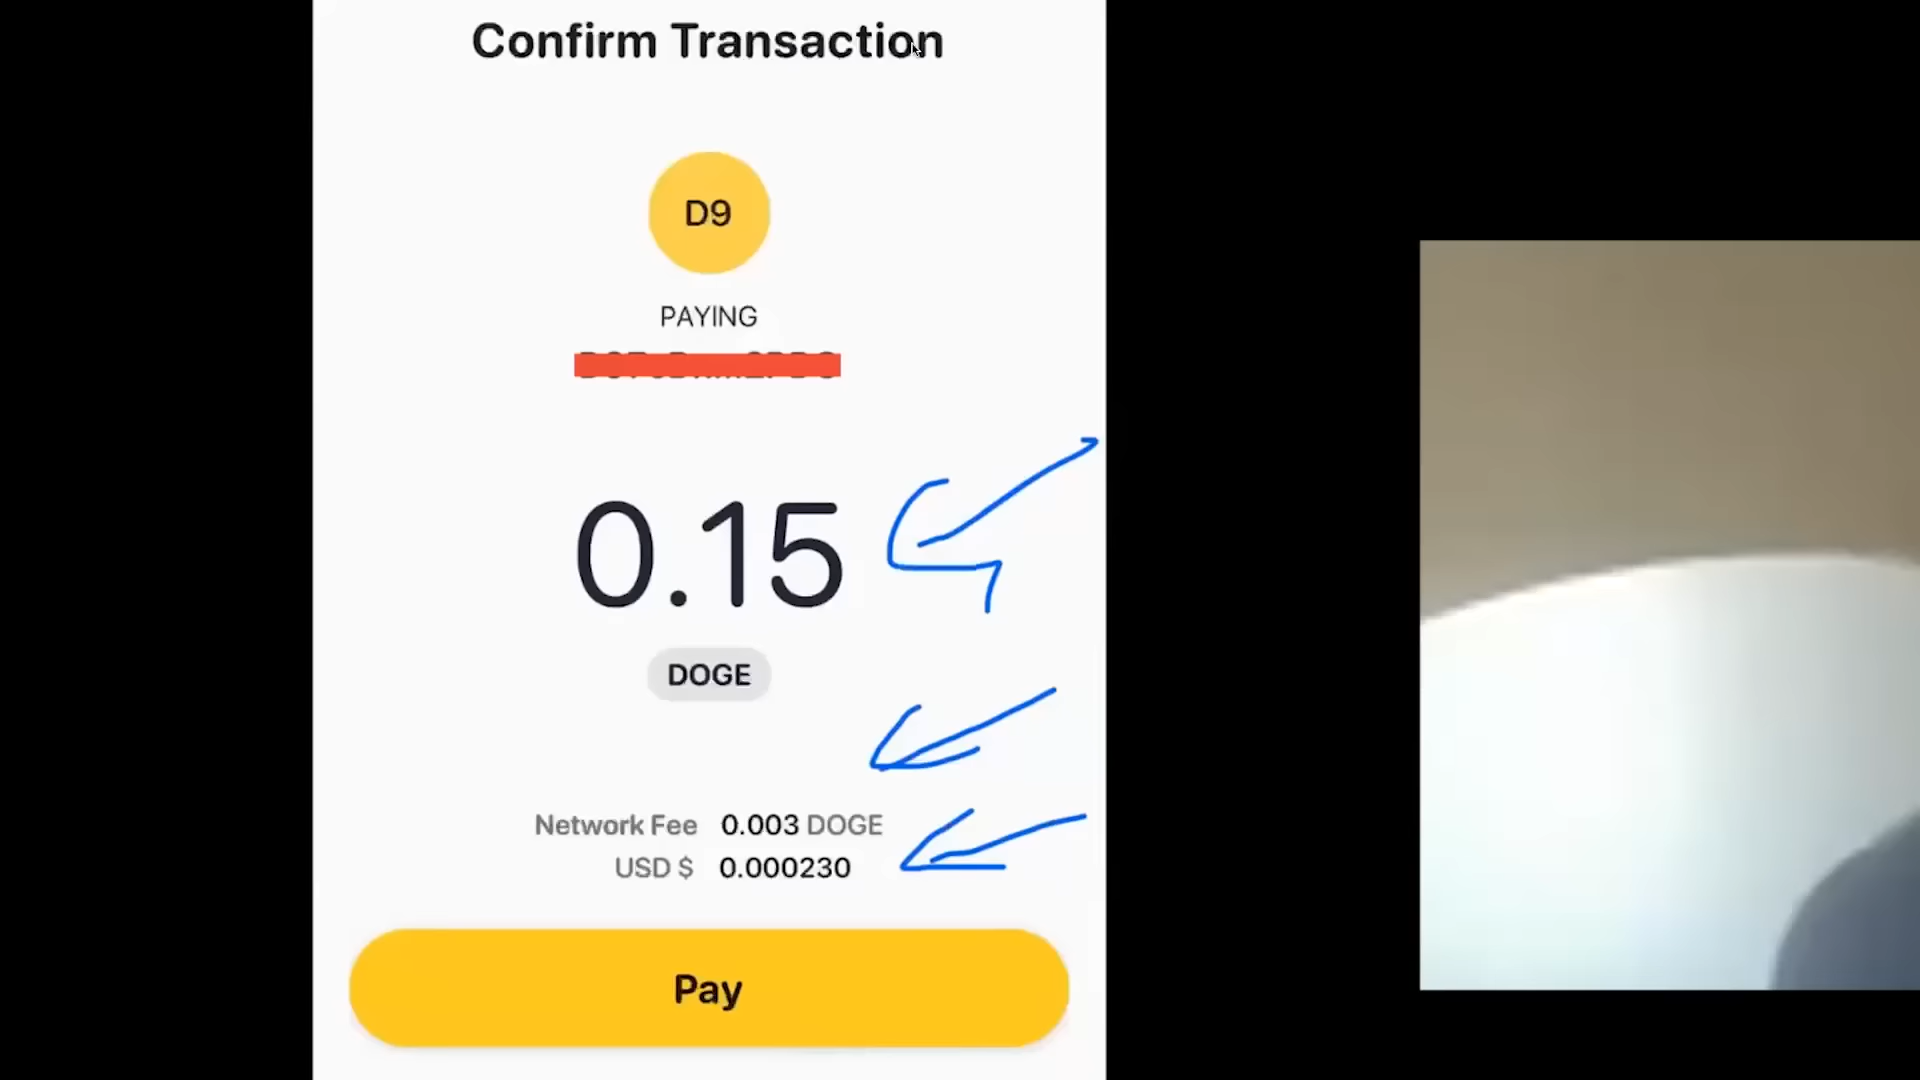 Confirm Transaction
D9
PAYING
0.15
DOGE
Network Fee 0.003 DOGE
USD $ 0.000230
Pay